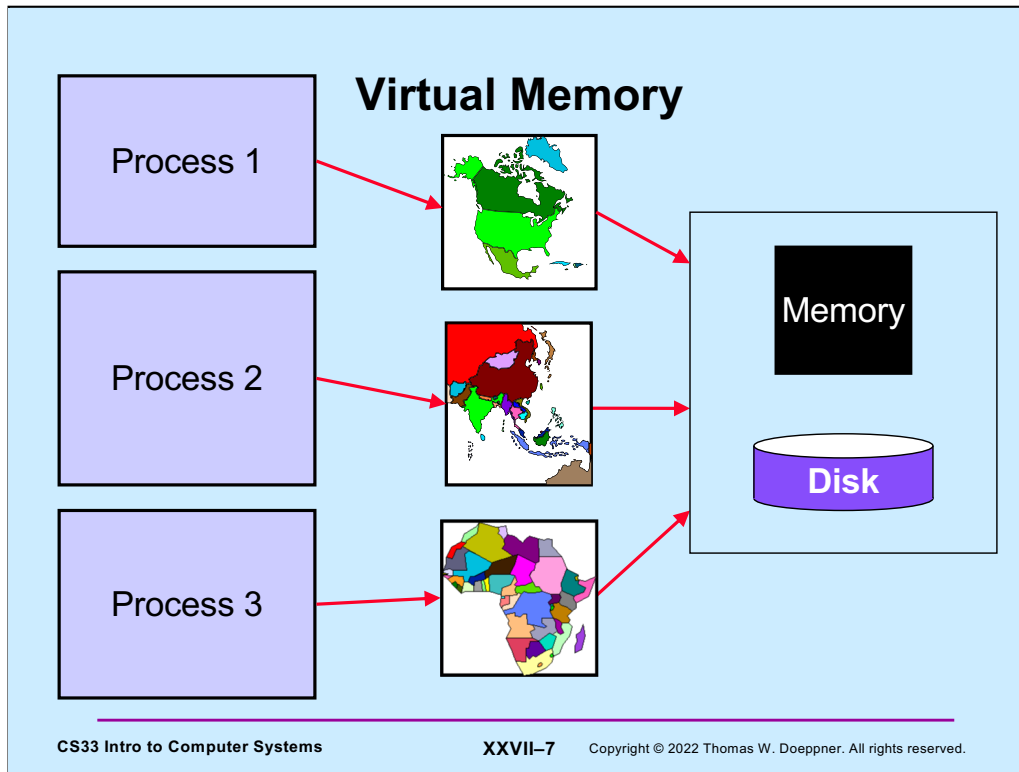 Virtual Memory
Process 1
Process 2
Process 3
Memory
Disk
CS33 Intro to Computer Systems
XXVII–7
Copyright © 2022 Thomas W. Doeppner. All rights reserved.